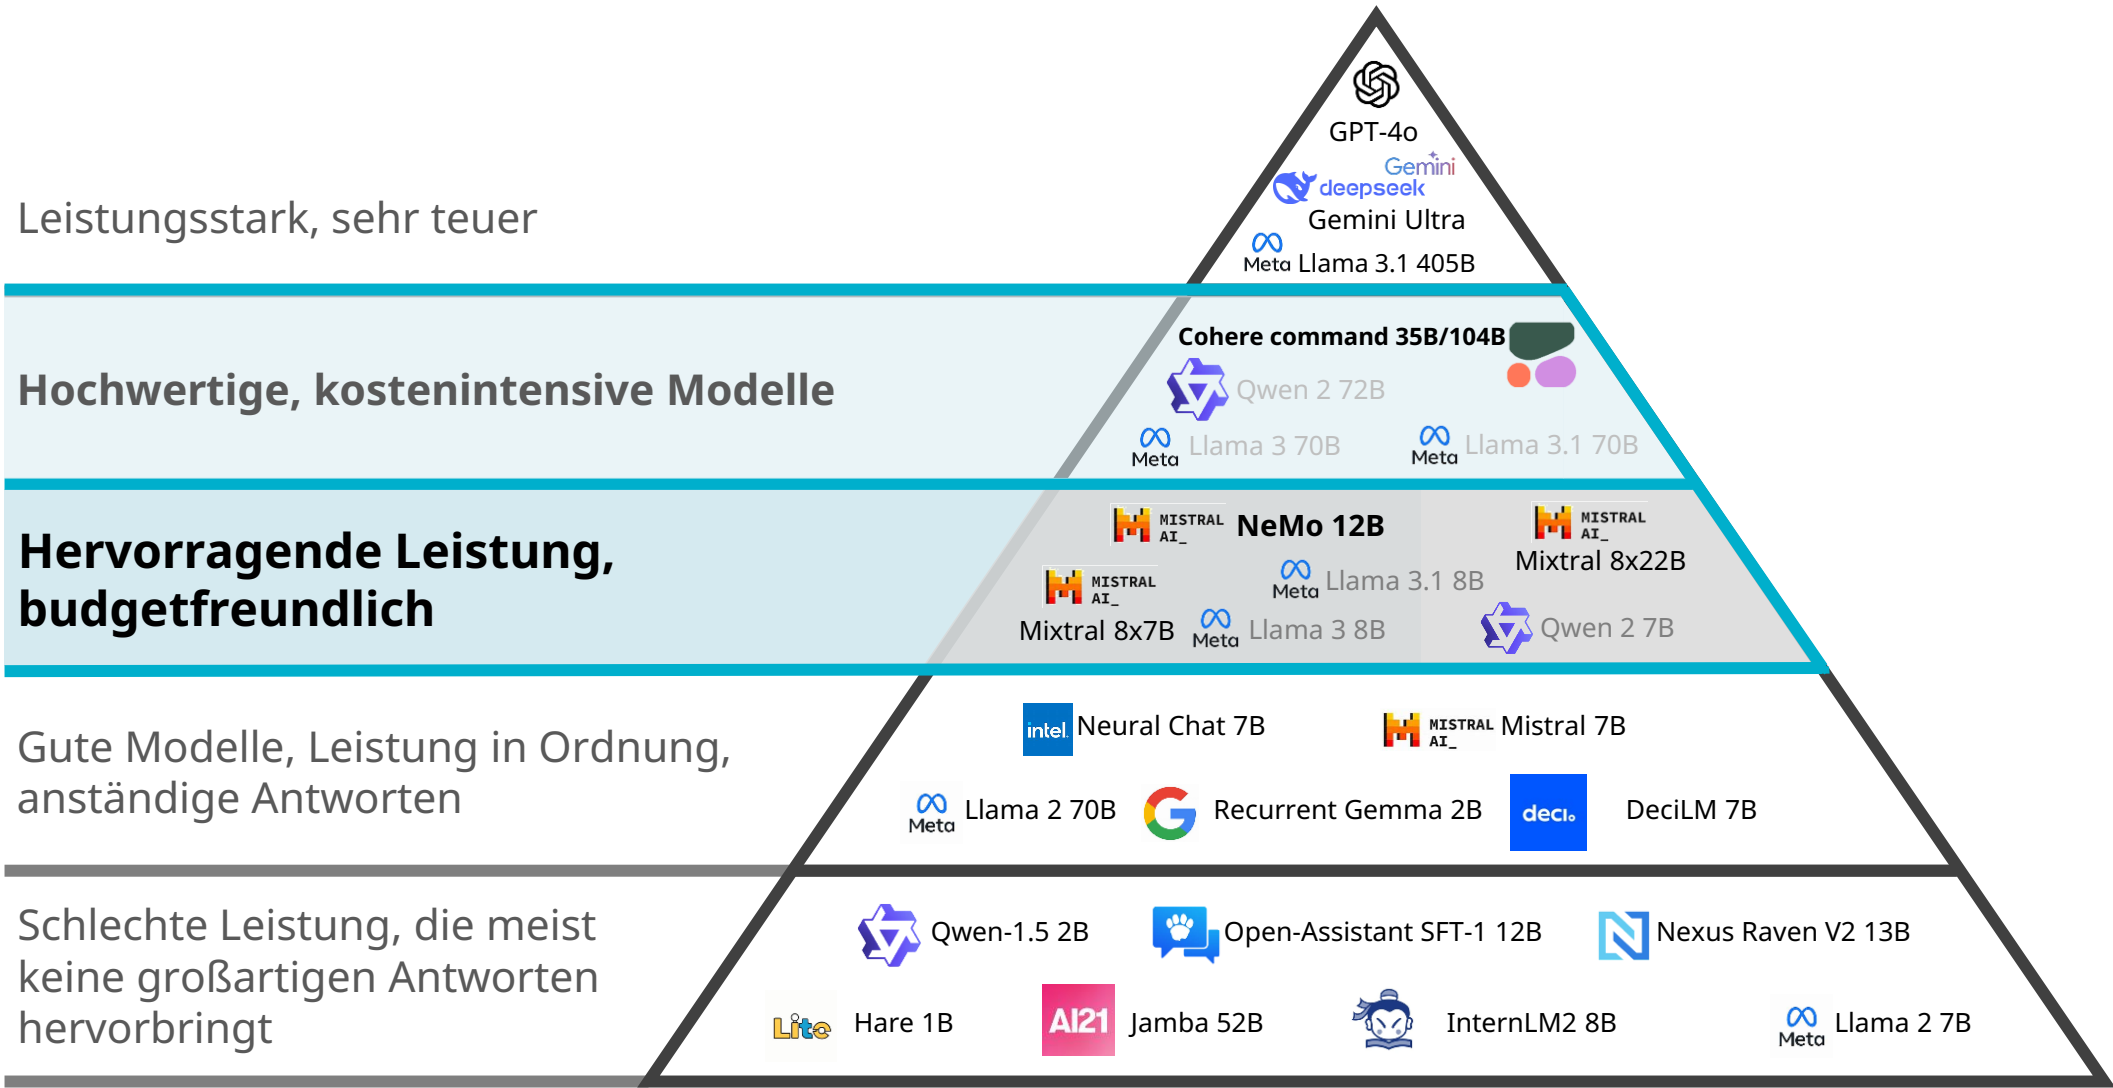 GPT-4o
Gemini
deepseek
Gemini Ultra
Leistungsstark, sehr teuer
Meta Llama 3.1 405B
Cohere command 35B/104B
Hochwertige, kostenintensive Modelle
Qwen 2 72B
Meta Llama 3 70B
Meta Llama 3.1 70B
Hervorragende Leistung,
budgetfreundlich
MISTRAL AI_ NeMo 12B
MISTRAL AI_
Mixtral 8x22B
Meta Llama 3.1 8B
MISTRAL AI_
Mixtral 8x7B
Meta Llama 3 8B
Qwen 2 7B
Gute Modelle, Leistung in Ordnung,
anständige Antworten
intel. Neural Chat 7B
MISTRAL AI_ Mistral 7B
Meta Llama 2 70B
Recurrent Gemma 2B
deci. DeciLM 7B
Schlechte Leistung, die meist
keine großartigen Antworten
hervorbringt
Qwen-1.5 2B
Open-Assistant SFT-1 12B
Nexus Raven V2 13B
Lite Hare 1B
AI21 Jamba 52B
InternLM2 8B
Meta Llama 2 7B